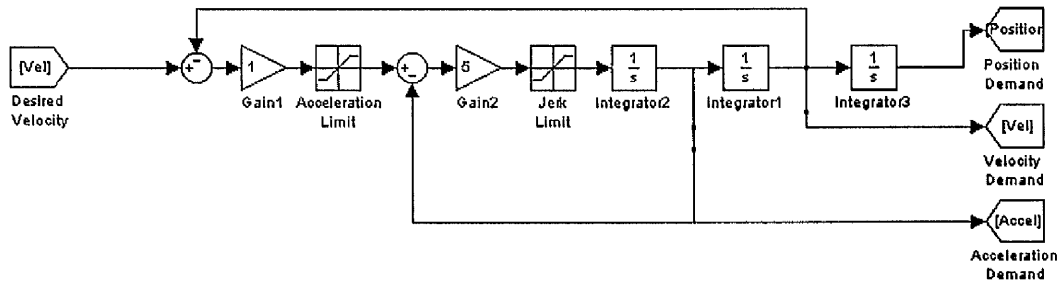 [Vel]
Desired
Velocity
+
-
1
Gain1
Acceleration
Limit
+
-
5
Gain2
Jerk
Limit
1
s
Integrator2
1
s
Integrator1
1
s
Integrator3
[Position
Position
Demand
[Vel]
Velocity
Demand
[Accel]
Acceleration
Demand